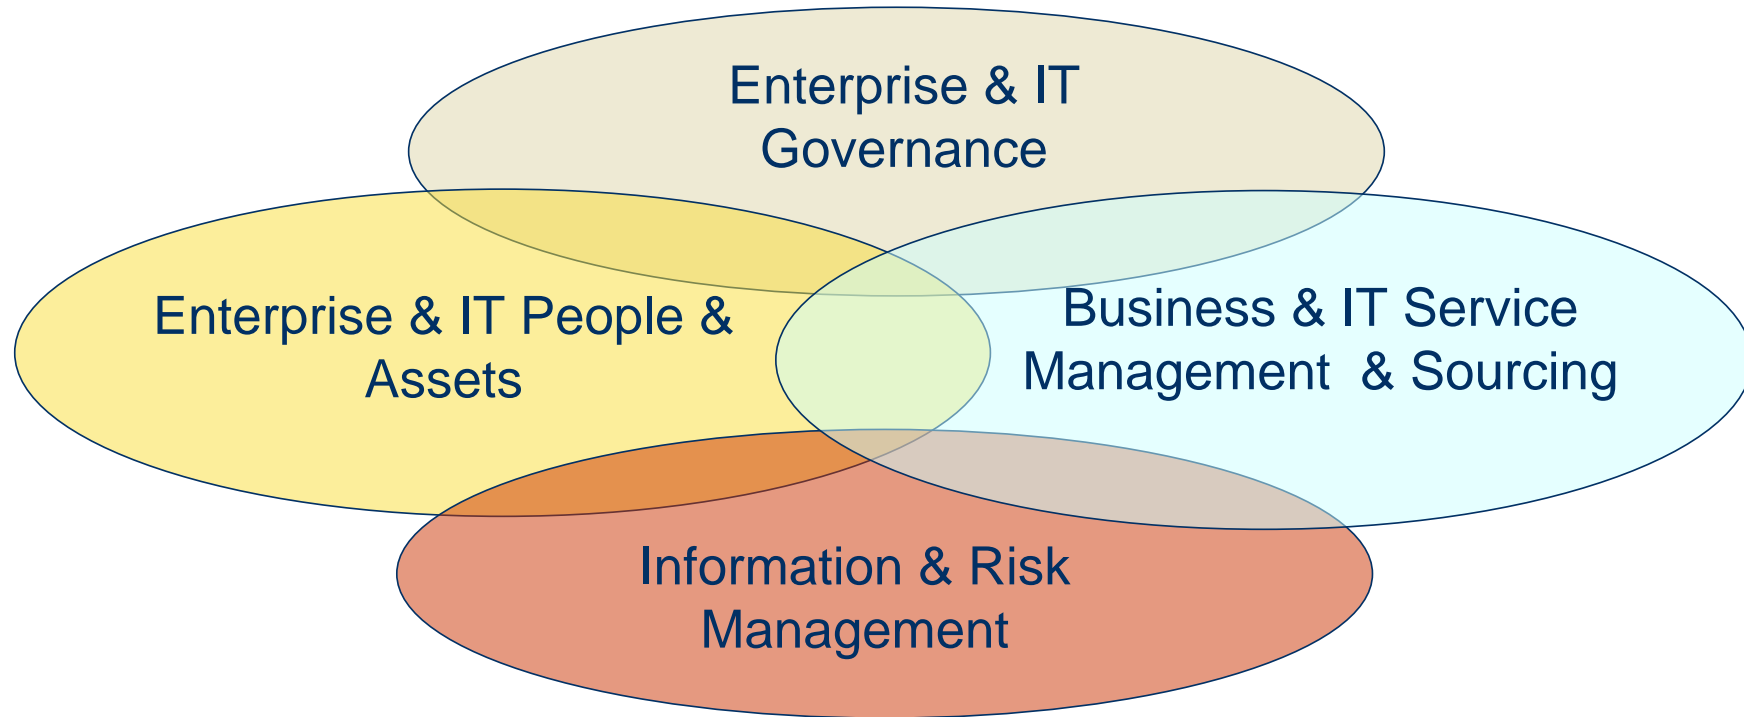 Enterprise & IT
Governance
Enterprise & IT People &
Assets
Business & IT Service
Management  & Sourcing
Information & Risk
Management